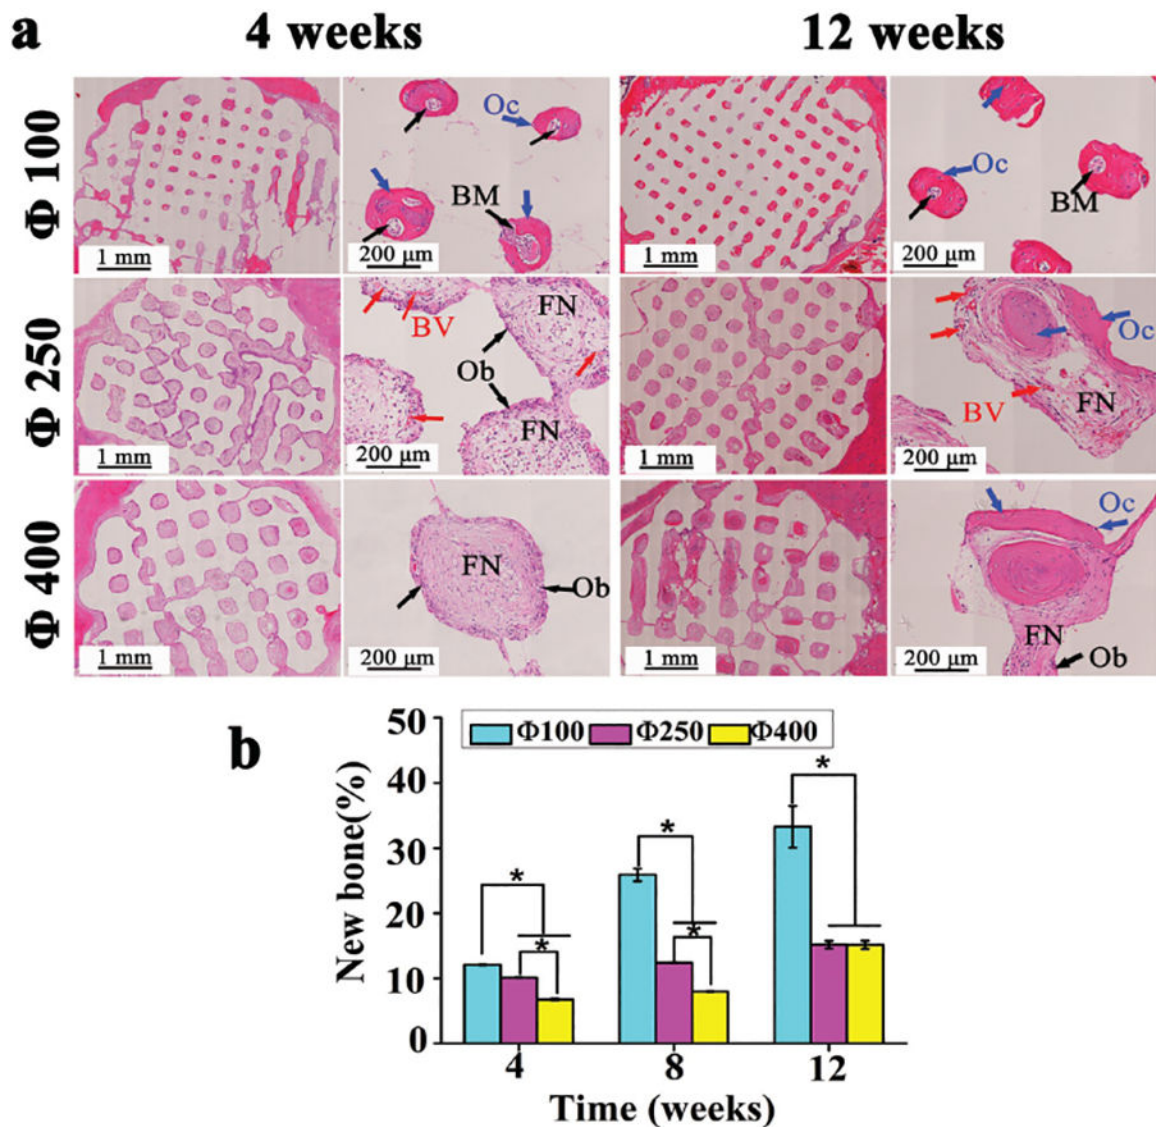 a
4 weeks
12 weeks
Φ 100
Oc
BM
1 mm
200 μm
Oc
BM
1 mm
200 μm
Φ 250
BV
FN
Ob
FN
1 mm
200 μm
Oc
BV
FN
1 mm
200 μm
Φ 400
FN
Ob
1 mm
200 μm
Oc
FN
Ob
1 mm
200 μm
b
Φ100 Φ250 Φ400
New bone(%)
50
40
30
20
10
0
*
*
*
*
*
4 8 12
Time (weeks)